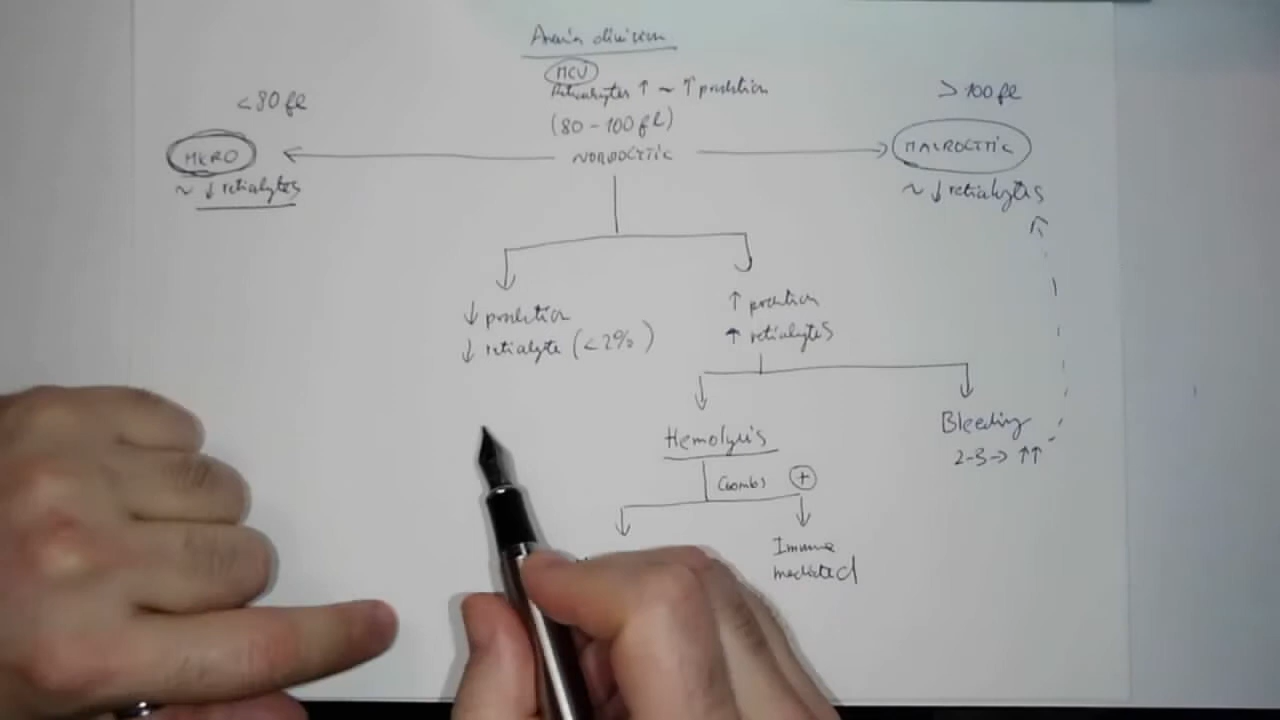 Anemia division
MCU
Reticulocytes ↑ ~ ↑ production
< 80 fl
(80 - 100 fl)
> 100 fl
MICRO
NORMOCYTIC
MACROCYTIC
~ ↓ reticulocytes
~ ↓ reticulocytes
↓ production
↓ reticulocyte (<2%)
↑ production
↑ reticulocytes
Hemolysis
Bleeding
2-3 → ↑↑
Coombs +
Immune
mediated